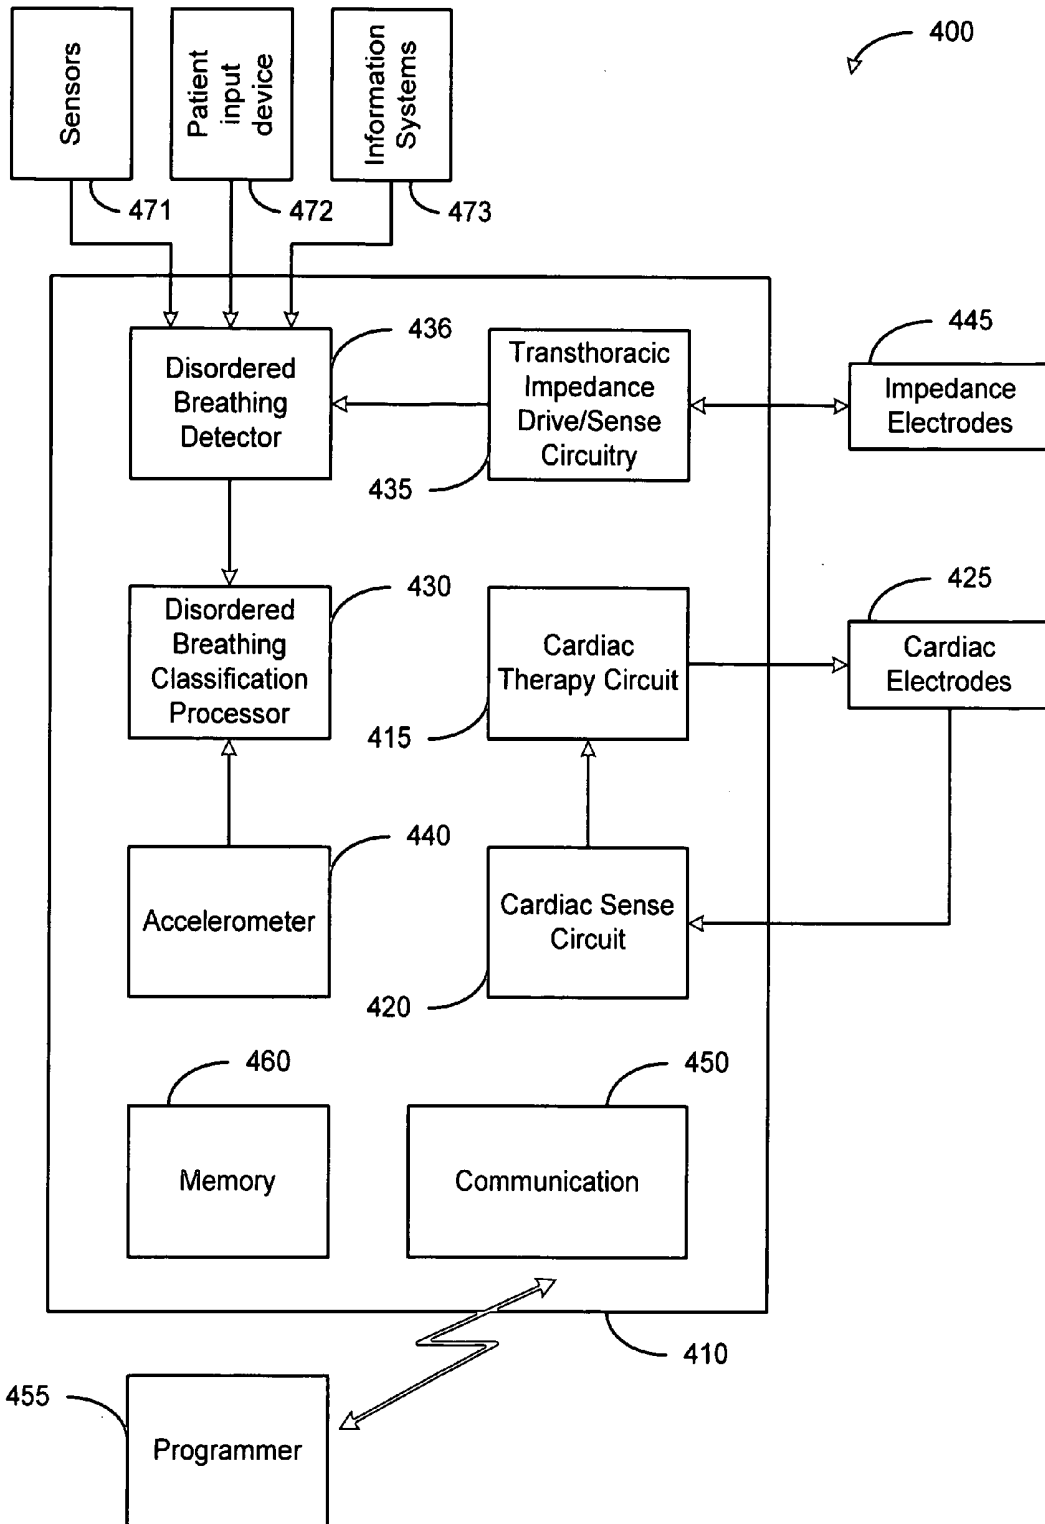 400
Sensors
Patient
input
device
Information
Systems
471
472
473
436
445
Disordered
Breathing
Detector
Transthoracic
Impedance
Drive/Sense
Circuitry
Impedance
Electrodes
435
430
425
Disordered
Breathing
Classification
Processor
Cardiac
Therapy Circuit
Cardiac
Electrodes
415
440
Accelerometer
Cardiac Sense
Circuit
420
460
450
Memory
Communication
410
455
Programmer